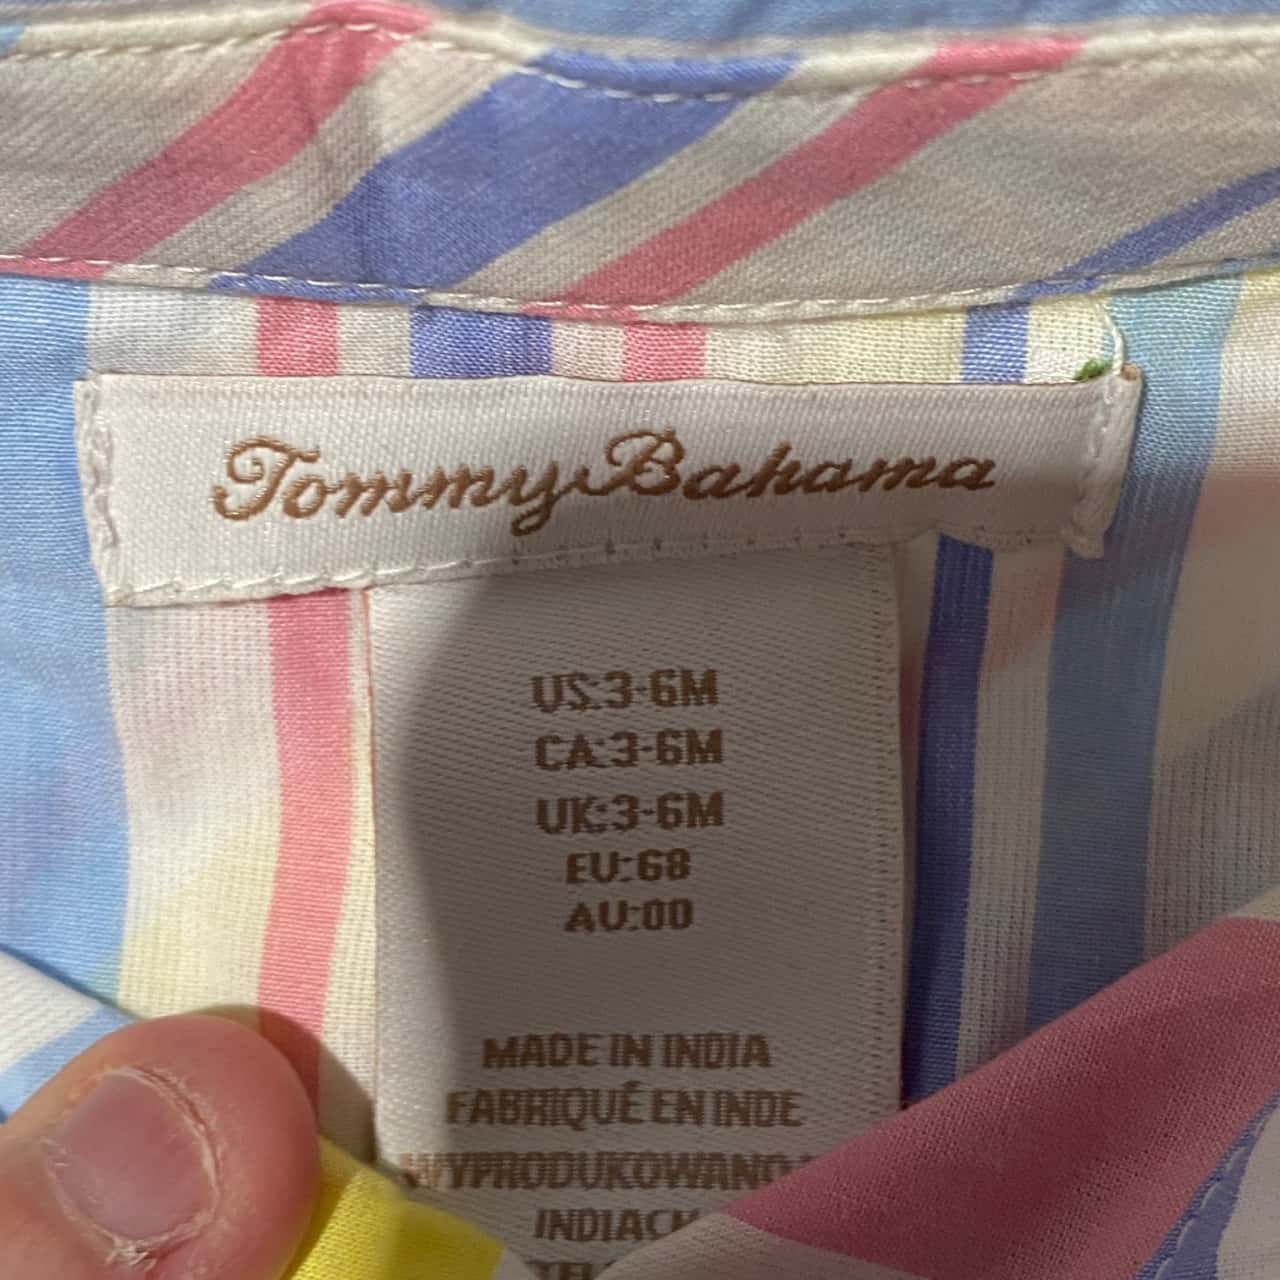 Tommy Bahama
US:3-6M
CA:3-6M
UK:3-6M
EU:68
AU:00
MADE IN INDIA
FABRIQUÉ EN INDE
WYPRODUKOWANO
INDIACH